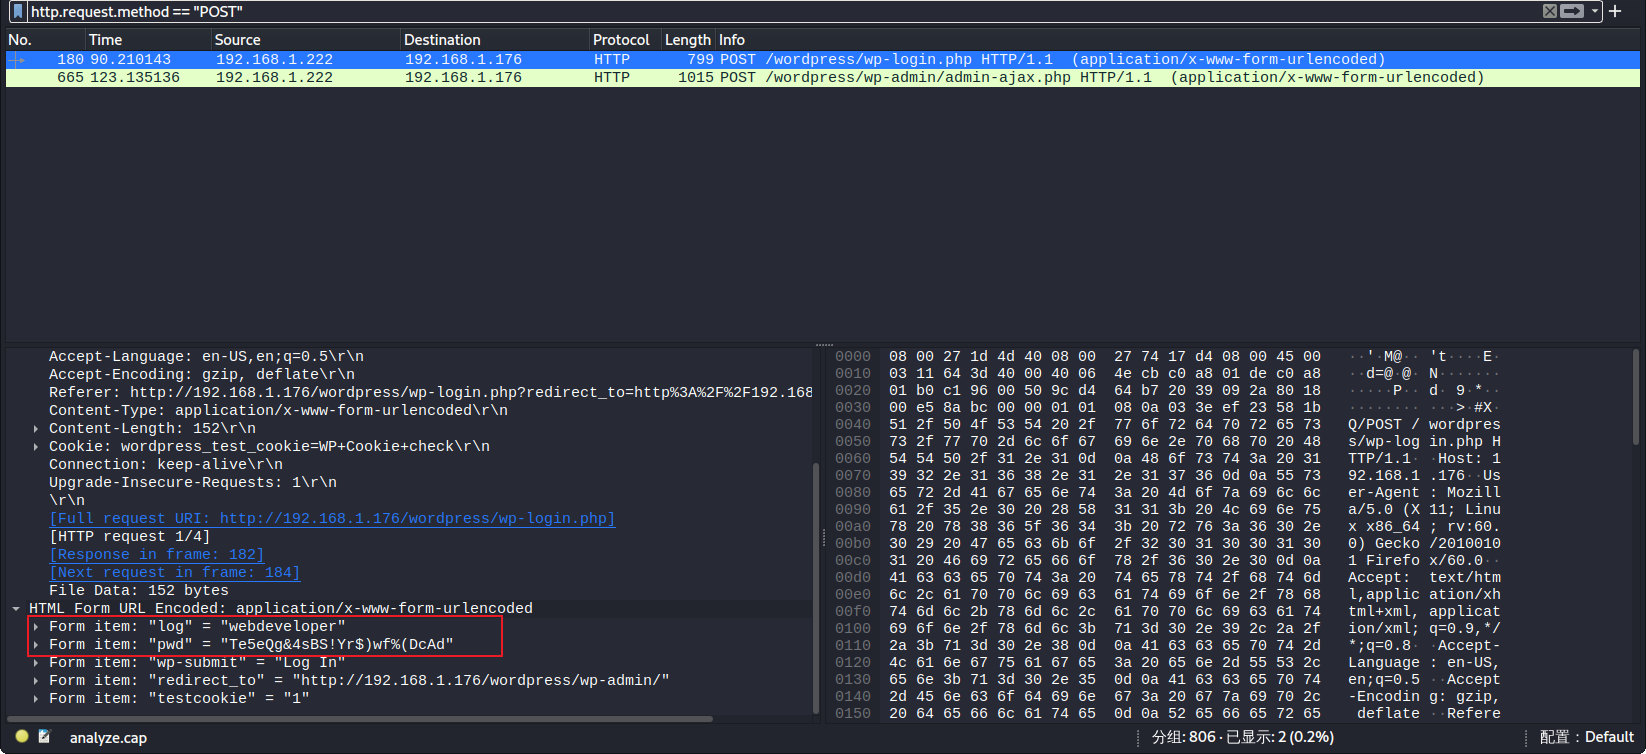 http.request.method == "POST"
No. Time Source Destination Protocol Length Info
180 90.210143 192.168.1.222 192.168.1.176 HTTP 799 POST /wordpress/wp-login.php HTTP/1.1  (application/x-www-form-urlencoded)
665 123.135136 192.168.1.222 192.168.1.176 HTTP 1015 POST /wordpress/wp-admin/admin-ajax.php HTTP/1.1  (application/x-www-form-urlencoded)
Accept-Language: en-US,en;q=0.5\r\n
Accept-Encoding: gzip, deflate\r\n
Referer: http://192.168.1.176/wordpress/wp-login.php?redirect_to=http%3A%2F%2F192.168
Content-Type: application/x-www-form-urlencoded\r\n
Content-Length: 152\r\n
Cookie: wordpress_test_cookie=WP+Cookie+check\r\n
Connection: keep-alive\r\n
Upgrade-Insecure-Requests: 1\r\n
\r\n
[Full request URI: http://192.168.1.176/wordpress/wp-login.php]
[HTTP request 1/4]
[Response in frame: 182]
[Next request in frame: 184]
File Data: 152 bytes
HTML Form URL Encoded: application/x-www-form-urlencoded
Form item: "log" = "webdeveloper"
Form item: "pwd" = "Te5eQg&4sBS!Yr$)wf%(DcAd"
Form item: "wp-submit" = "Log In"
Form item: "redirect_to" = "http://192.168.1.176/wordpress/wp-admin/"
Form item: "testcookie" = "1"
0000 08 00 27 1d 4d 40 08 00 27 74 17 d4 08 00 45 00 ··'·M@·· 't····E·
0010 03 11 64 3d 40 00 40 06 4e cb c0 a8 01 de c0 a8 ··d=@·@· N·······
0020 01 b0 c1 96 00 50 9c d4 64 b7 20 39 09 2a 80 18 ·····P·· d· 9·*··
0030 00 e5 8a bc 00 00 01 01 08 0a 03 3e ef 23 58 1b ········ ···>·#X·
0040 51 2f 50 4f 53 54 20 2f 77 6f 72 64 70 72 65 73 Q/POST / wordpres
0050 73 2f 77 70 2d 6c 6f 67 69 6e 2e 70 68 70 20 48 s/wp-log in.php H
0060 54 54 50 2f 31 2e 31 0d 0a 48 6f 73 74 3a 20 31 TTP/1.1· ·Host: 1
0070 39 32 2e 31 36 38 2e 31 2e 31 37 36 0d 0a 55 73 92.168.1 .176··Us
0080 65 72 2d 41 67 65 6e 74 3a 20 4d 6f 7a 69 6c 6c er-Agent : Mozill
0090 61 2f 35 2e 30 20 28 58 31 31 3b 20 4c 69 6e 75 a/5.0 (X 11; Linu
00a0 78 20 78 38 36 5f 36 34 3b 20 72 76 3a 36 30 2e x x86_64 ; rv:60.
00b0 30 29 20 47 65 63 6b 6f 2f 32 30 31 30 30 31 30 0) Gecko /2010010
00c0 31 20 46 69 72 65 66 6f 78 2f 36 30 2e 30 0d 0a 1 Firefo x/60.0··
00d0 41 63 63 65 70 74 3a 20 74 65 78 74 2f 68 74 6d Accept:  text/htm
00e0 6c 2c 61 70 70 6c 69 63 61 74 69 6f 6e 2f 78 68 l,applic ation/xh
00f0 74 6d 6c 2b 78 6d 6c 2c 61 70 70 6c 69 63 61 74 tml+xml, applicat
0100 69 6f 6e 2f 78 6d 6c 3b 71 3d 30 2e 39 2c 2a 2f ion/xml; q=0.9,*/
0110 2a 3b 71 3d 30 2e 38 0d 0a 41 63 63 65 70 74 2d *;q=0.8· ·Accept-
0120 4c 61 6e 67 75 61 67 65 3a 20 65 6e 2d 55 53 2c Language : en-US,
0130 65 6e 3b 71 3d 30 2e 35 0d 0a 41 63 63 65 70 74 en;q=0.5 ··Accept
0140 2d 45 6e 63 6f 64 69 6e 67 3a 20 67 7a 69 70 2c -Encodin g: gzip,
0150 20 64 65 66 6c 61 74 65 0d 0a 52 65 66 65 72 65 deflate ··Refere
analyze.cap 分组: 806 · 已显示: 2 (0.2%) 配置：Default